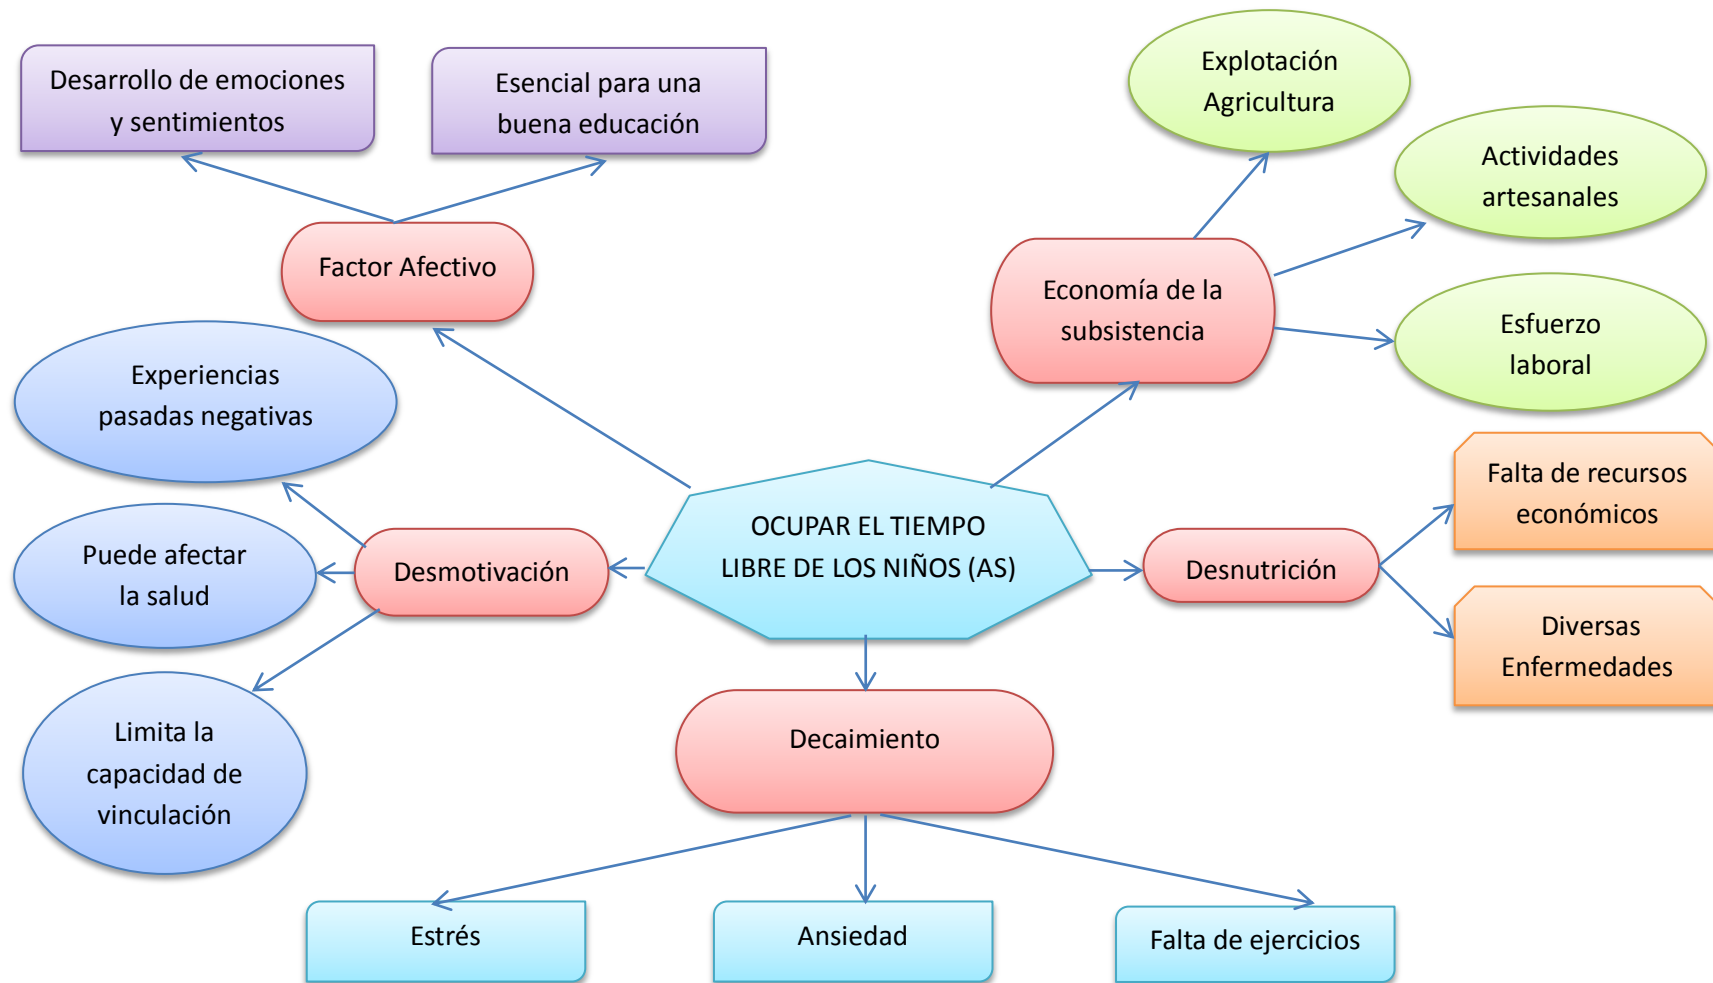 Desarrollo de emociones
y sentimientos
Esencial para una
buena educación
Explotación
Agricultura
Actividades
artesanales
Factor Afectivo
Economía de la
subsistencia
Esfuerzo
laboral
Experiencias
pasadas negativas
Falta de recursos
económicos
OCUPAR EL TIEMPO
LIBRE DE LOS NIÑOS (AS)
Puede afectar
la salud
Desmotivación
Desnutrición
Diversas
Enfermedades
Limita la
capacidad de
vinculación
Decaimiento
Estrés
Ansiedad
Falta de ejercicios